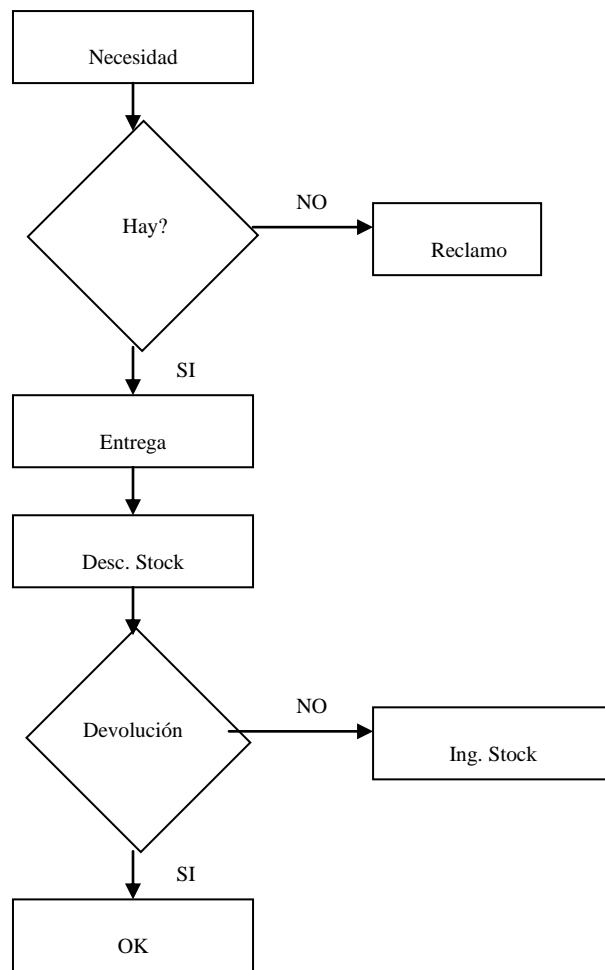 Necesidad
Hay?
NO
Reclamo
SI
Entrega
Desc. Stock
Devolución
NO
Ing. Stock
SI
OK